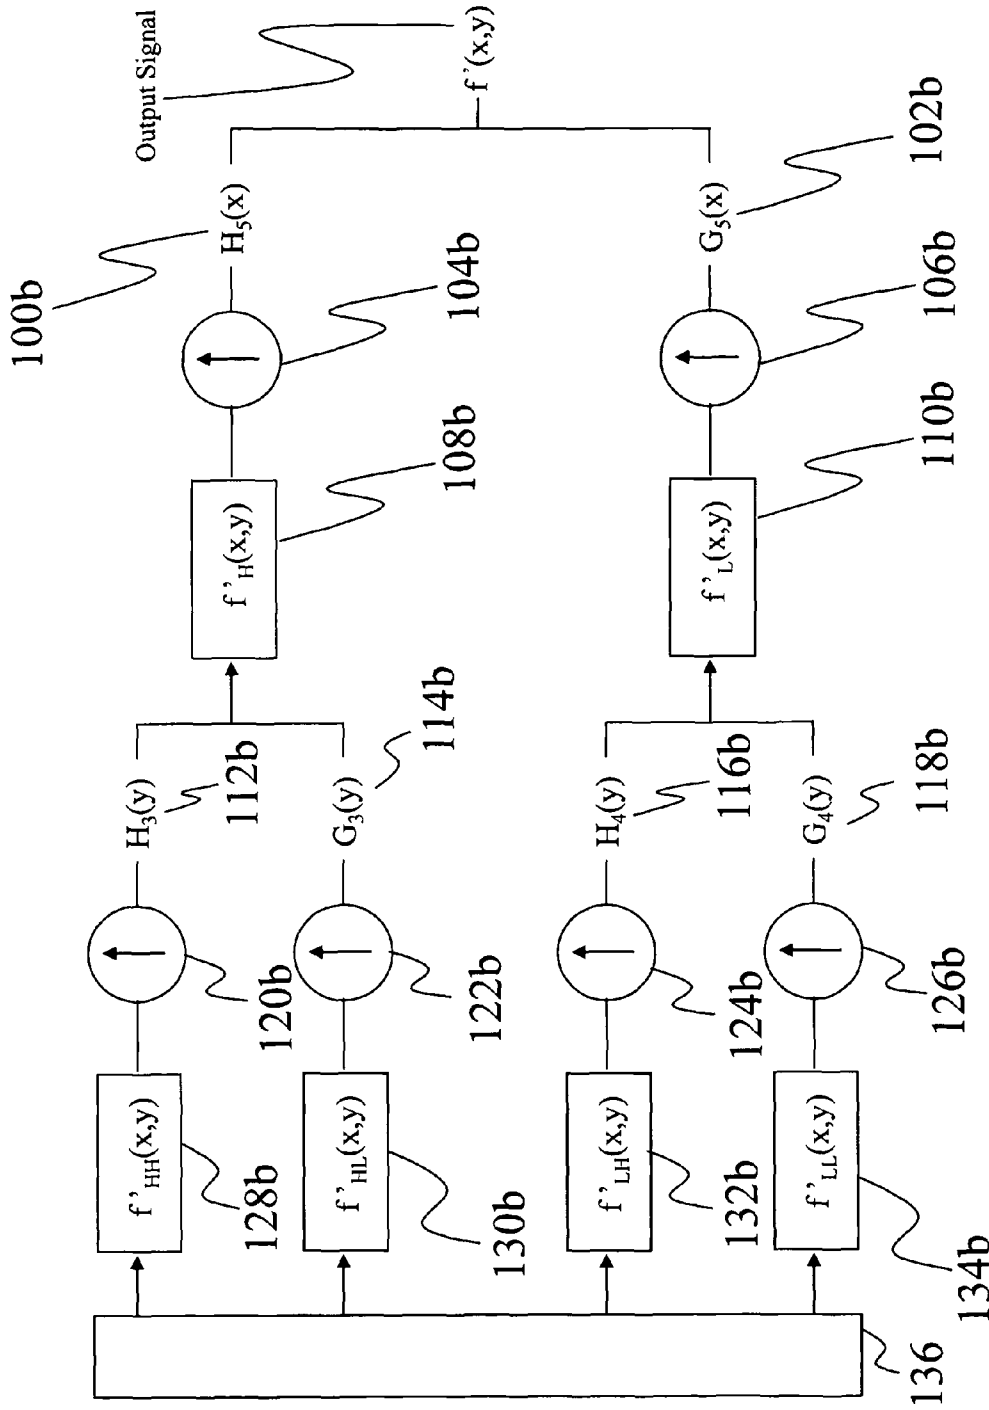 Output Signal
f'(x,y)
100b
H5(x)
G5(x)
102b
104b
106b
108b
f'H(x,y)
f'L(x,y)
110b
H3(y)
112b
G3(y)
114b
H4(y)
116b
G4(y)
118b
120b
122b
124b
126b
f'HH(x,y)
128b
f'HL(x,y)
130b
f'LH(x,y)
132b
f'LL(x,y)
134b
136